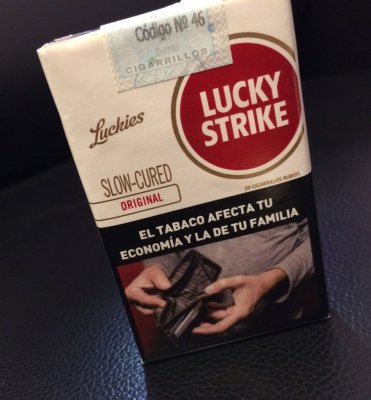 Código Nº 46
CIGARRILLOS
Luckies
LUCKY
STRIKE
SLOW-CURED
ORIGINAL
20 CIGARRILLOS RUBIOS
EL TABACO AFECTA TU
ECONOMÍA Y LA DE TU FAMILIA